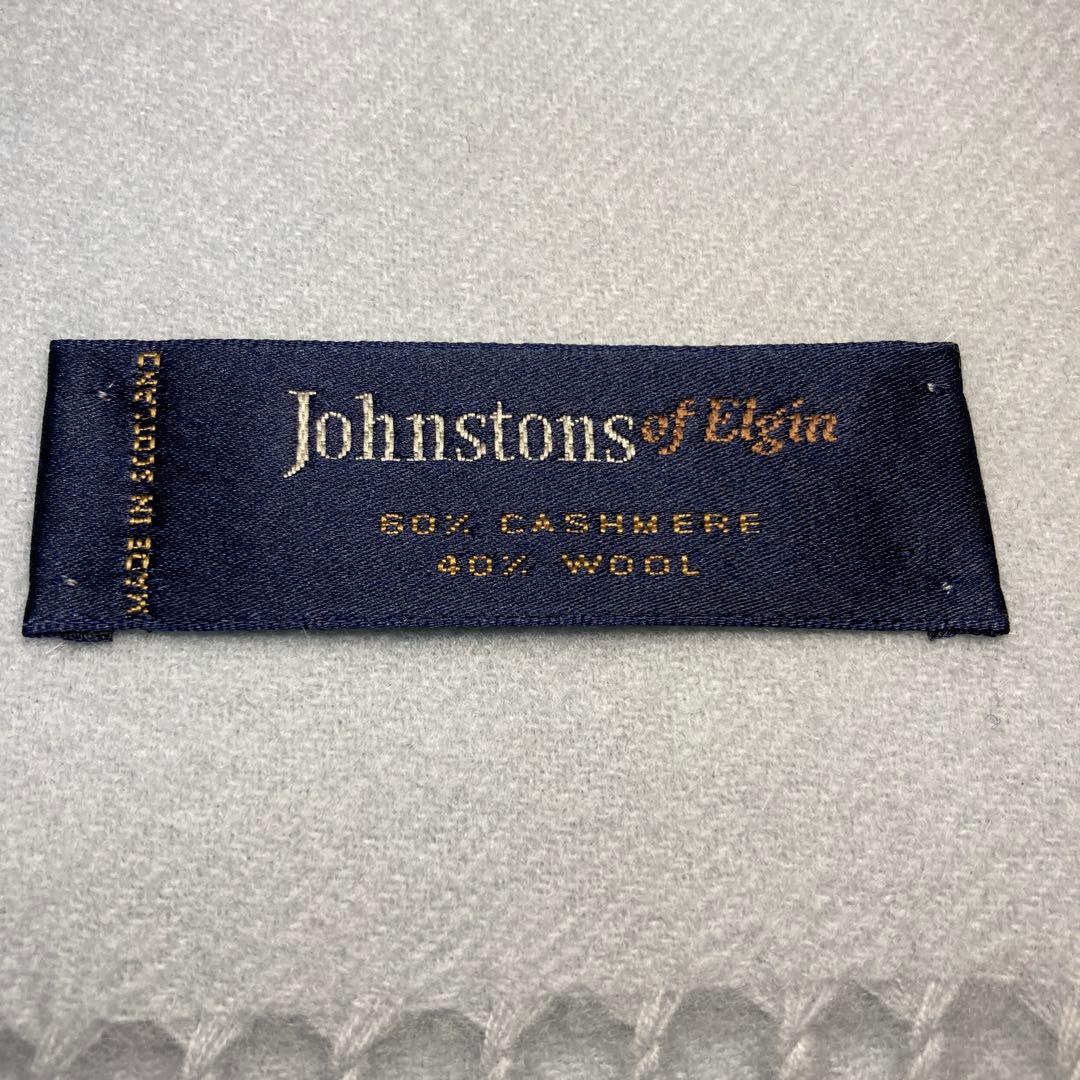 MADE IN SCOTLAND
Johnstons of Elgin
60% CASHMERE
40% WOOL